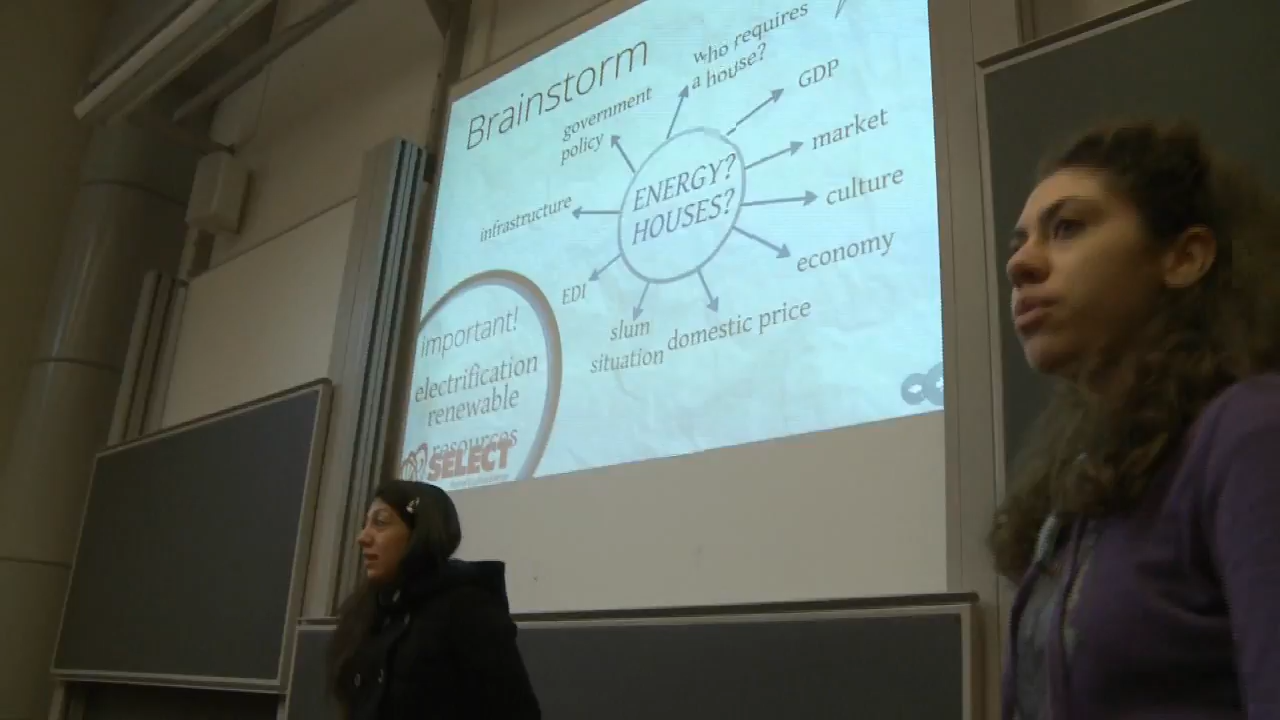 Brainstorm
who requires
a house?
government
policy
GDP
market
ENERGY?
HOUSES?
culture
infrastructure
economy
EDI
slum
situation
domestic price
important!
electrification
renewable
resources
SELECT